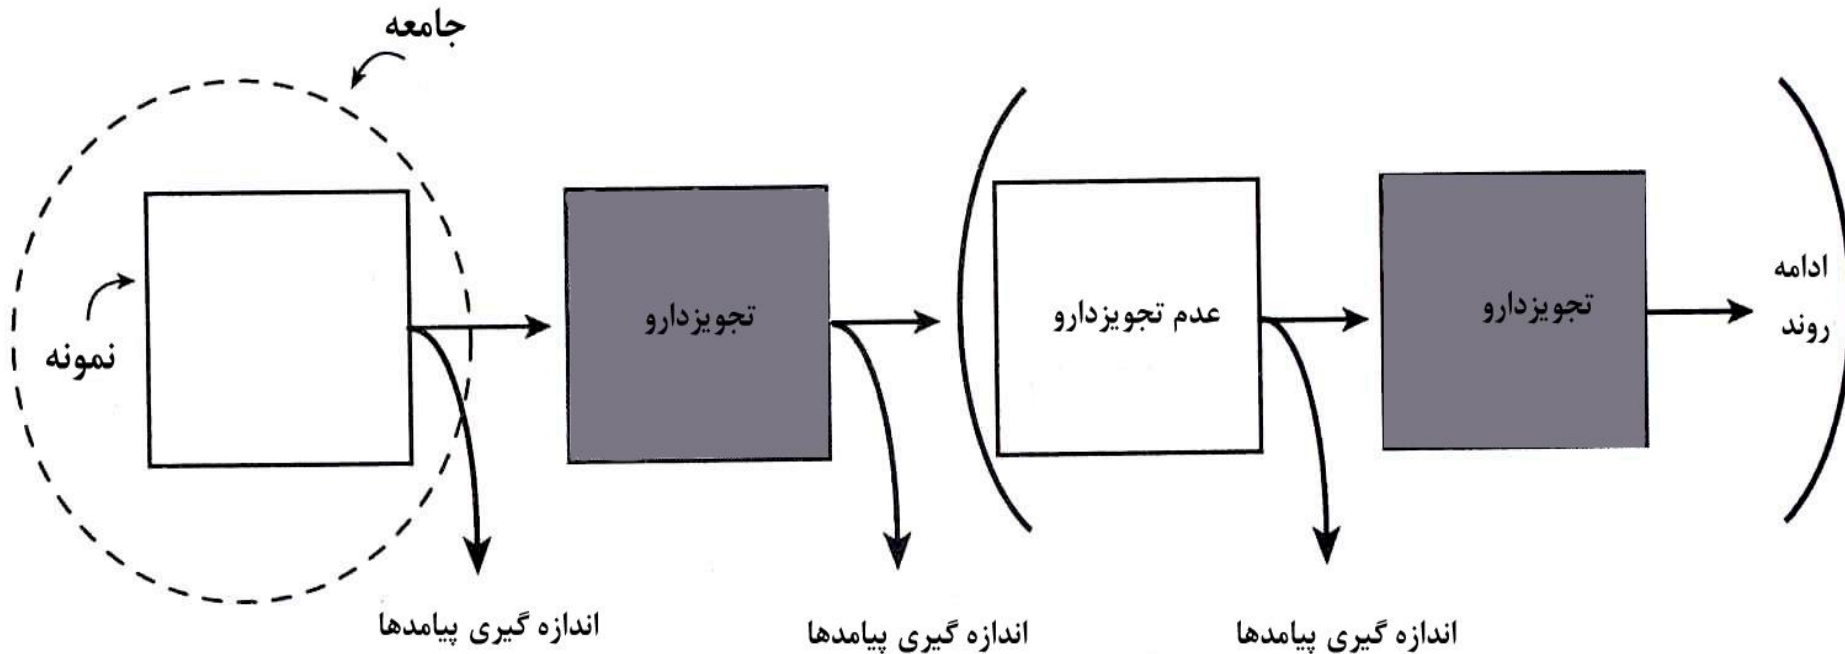 جامعه
نمونه
تجویزدارو
عدم تجویزدارو
تجویزدارو
ادامه
روند
اندازه گیری پیامدها
اندازه گیری پیامدها
اندازه گیری پیامدها